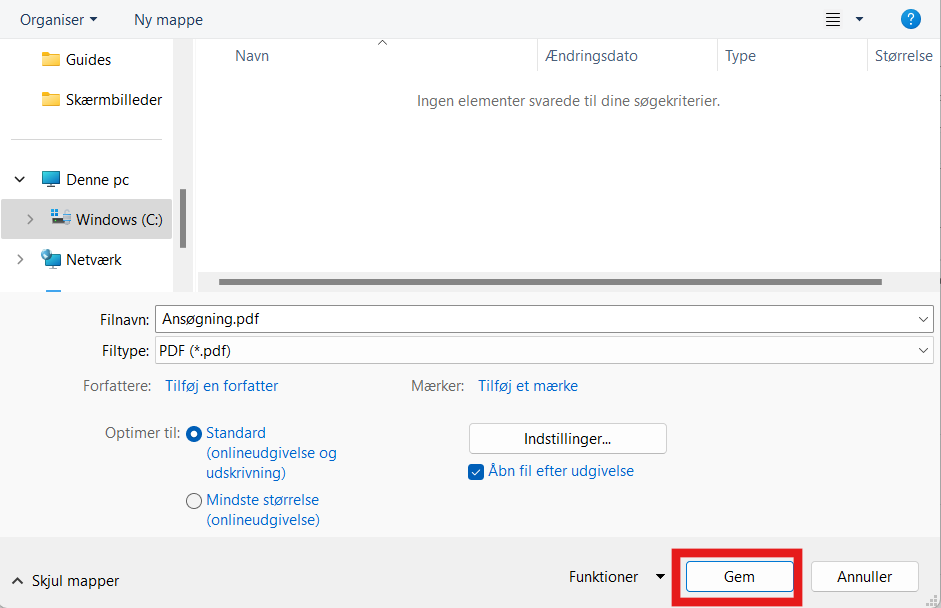 Organiser Ny mappe ?
Navn Ændringsdato Type Størrelse
Guides
Skærmbilleder
Ingen elementer svarede til dine søgekriterier.
Denne pc
Windows (C:)
Netværk
Filnavn: Ansøgning.pdf
Filtype: PDF (*.pdf)
Forfattere: Tilføj en forfatter Mærker: Tilføj et mærke
Optimer til: Standard
(onlineudgivelse og
udskrivning)
Mindste størrelse
(onlineudgivelse)
Indstillinger...
Åbn fil efter udgivelse
Skjul mapper Funktioner Gem Annuller